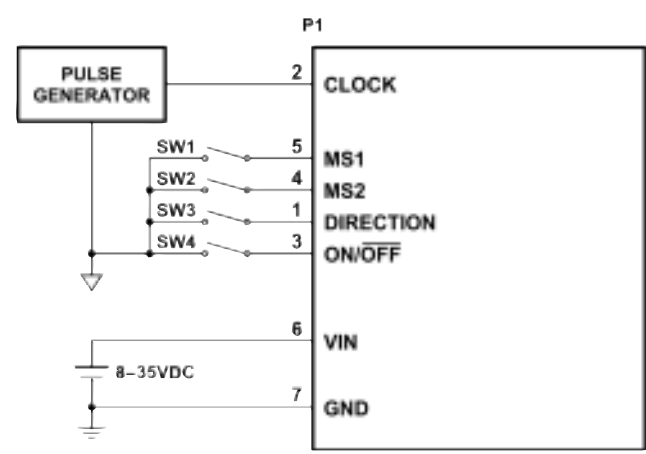 P1
PULSE
GENERATOR
2
CLOCK
SW1
5
MS1
SW2
4
MS2
SW3
1
DIRECTION
SW4
3
ON/O̅F̅F̅
6
VIN
8–35VDC
7
GND